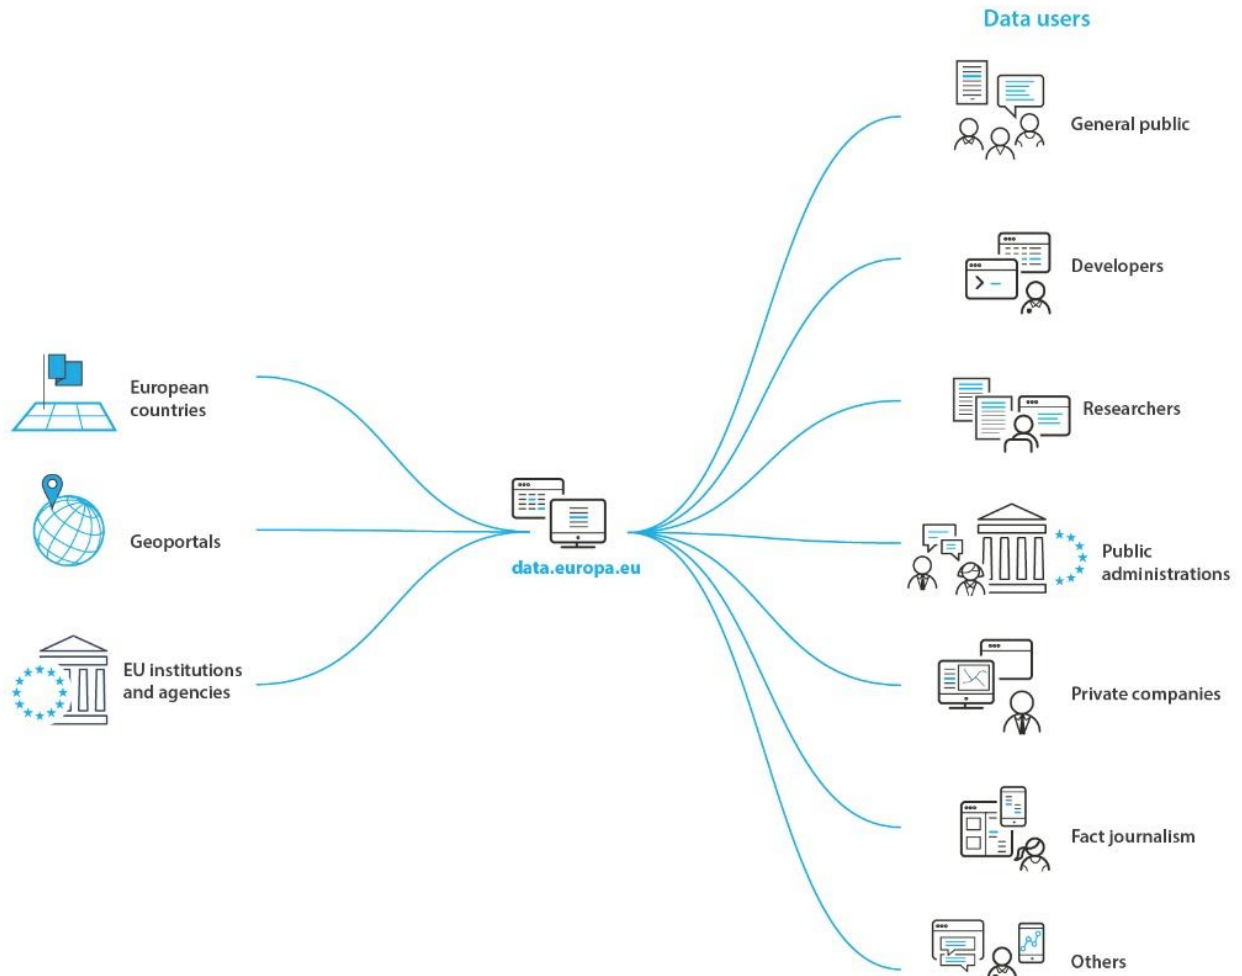 Data users
General public
Developers
Researchers
Public
administrations
Private companies
Fact journalism
Others
European
countries
Geoportals
EU institutions
and agencies
data.europa.eu